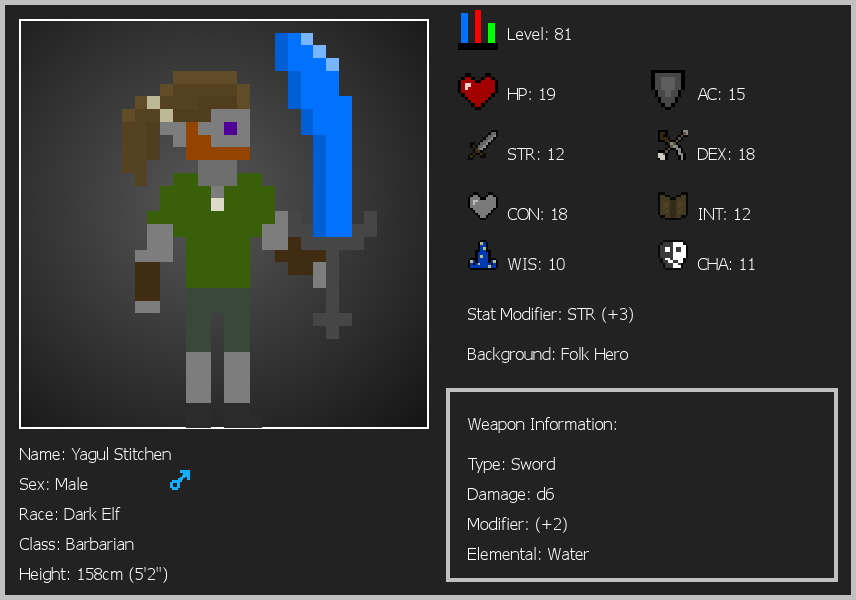 Level: 81
HP: 19
AC: 15
STR: 12
DEX: 18
CON: 18
INT: 12
WIS: 10
CHA: 11
Stat Modifier: STR (+3)
Background: Folk Hero
Weapon Information:
Type: Sword
Damage: d6
Modifier: (+2)
Elemental: Water
Name: Yagul Stitchen
Sex: Male
Race: Dark Elf
Class: Barbarian
Height: 158cm (5'2")